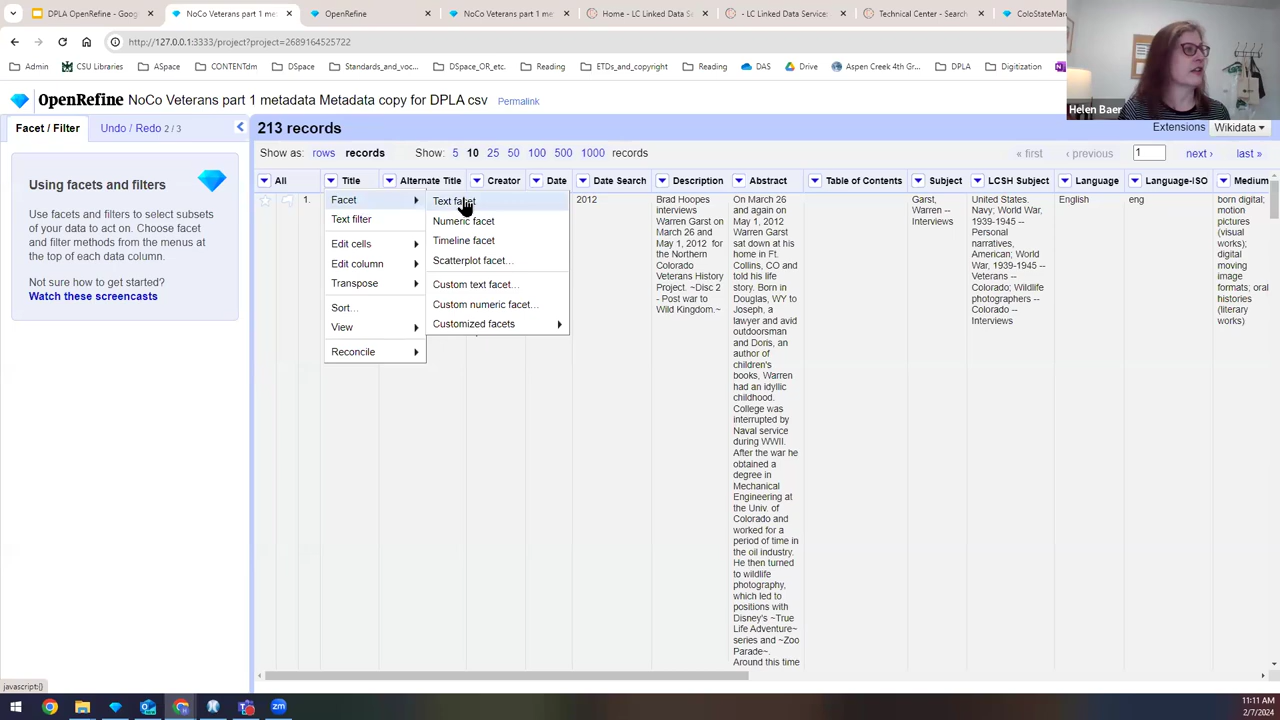 DPLA OpenRefine - Goog
NoCo Veterans part 1 me
OpenRefine
NoCo Veterans part 1 me
Home - LC Linked Data Se
- LC Linked Data Service
Technical Center - Search
ColoStateMar
127.0.0.1:3333/project?project=2689164525722
Admin
CSU Libraries
ASpace
CONTENTdm
DSpace
Standards_and_voc...
DSpace_OR_etc.
Reading
ETDs_and_copyright
Reading
DAS
Drive
Aspen Creek 4th Gr...
DPLA
Digitization
Helen Baer
OpenRefine NoCo Veterans part 1 metadata Metadata copy for DPLA csv Permalink
Facet / Filter Undo / Redo 2 / 3
213 records
Extensions Wikidata
Show as: rows records Show: 5 10 25 50 100 500 1000 records
« first ‹ previous 1 next › last »
All Title Alternate Title Creator Date Date Search Description Abstract Table of Contents Subject LCSH Subject Language Language-ISO Medium
Using facets and filters
Use facets and filters to select subsets
of your data to act on. Choose facet
and filter methods from the menus
at the top of each data column.
Not sure how to get started?
Watch these screencasts
1.
Facet
Text filter
Edit cells
Edit column
Transpose
Sort...
View
Reconcile
Text facet
Numeric facet
Timeline facet
Scatterplot facet...
Custom text facet...
Custom numeric facet...
Customized facets
2012
Brad Hoopes
interviews
Warren Garst on
March 26 and
May 1, 2012 for
the Northern
Colorado
Veterans History
Project. ~Disc 2
- Post war to
Wild Kingdom.~
On March 26
and again on
May 1, 2012
Warren Garst
sat down at his
home in Ft.
Collins, CO and
told his life
story. Born in
Douglas, WY to
Joseph, a
lawyer and avid
outdoorsman
and Doris, an
author of
children's
books, Warren
had an idyllic
childhood.
College was
interrupted by
Naval service
during WWII.
After the war he
obtained a
degree in
Mechanical
Engineering at
the Univ. of
Colorado and
worked for a
period of time in
the oil industry.
He then turned
to wildlife
photography,
which led to
positions with
Disney's ~True
Life Adventure~
series and ~Zoo
Parade~.
Around this time
Garst,
Warren --
Interviews
United States.
Navy; World
War, 1939-1945
-- Personal
narratives,
American; World
War, 1939-1945
-- Veterans --
Colorado; Wildlife
photographers --
Colorado --
Interviews
English
eng
born digital;
motion
pictures
(visual
works);
digital
moving
image
formats; oral
histories
(literary
works)
javascript:{}
zm
11:11 AM
2/7/2024